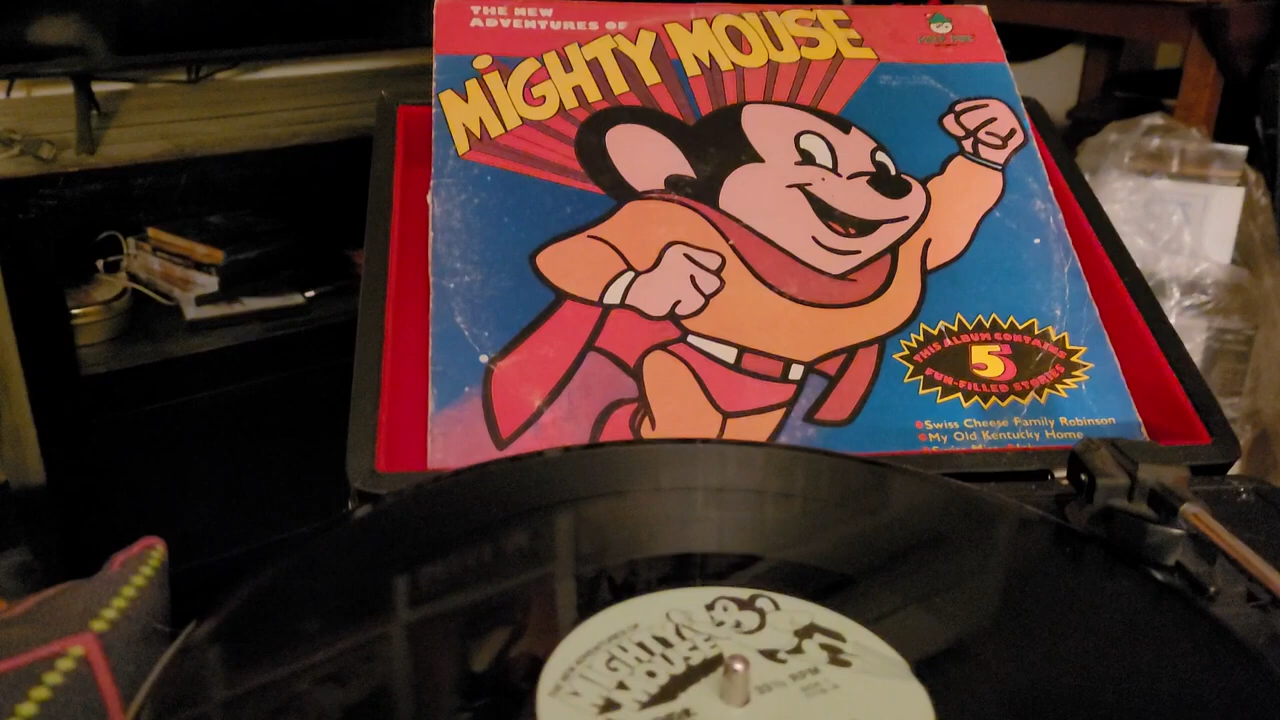 THE NEW
ADVENTURES OF
MIGHTY MOUSE
THIS ALBUM CONTAINS
5
FUN-FILLED STORIES
Swiss Cheese Family Robinson
My Old Kentucky Home
MIGHTY
MOUSE
33⅓ RPM